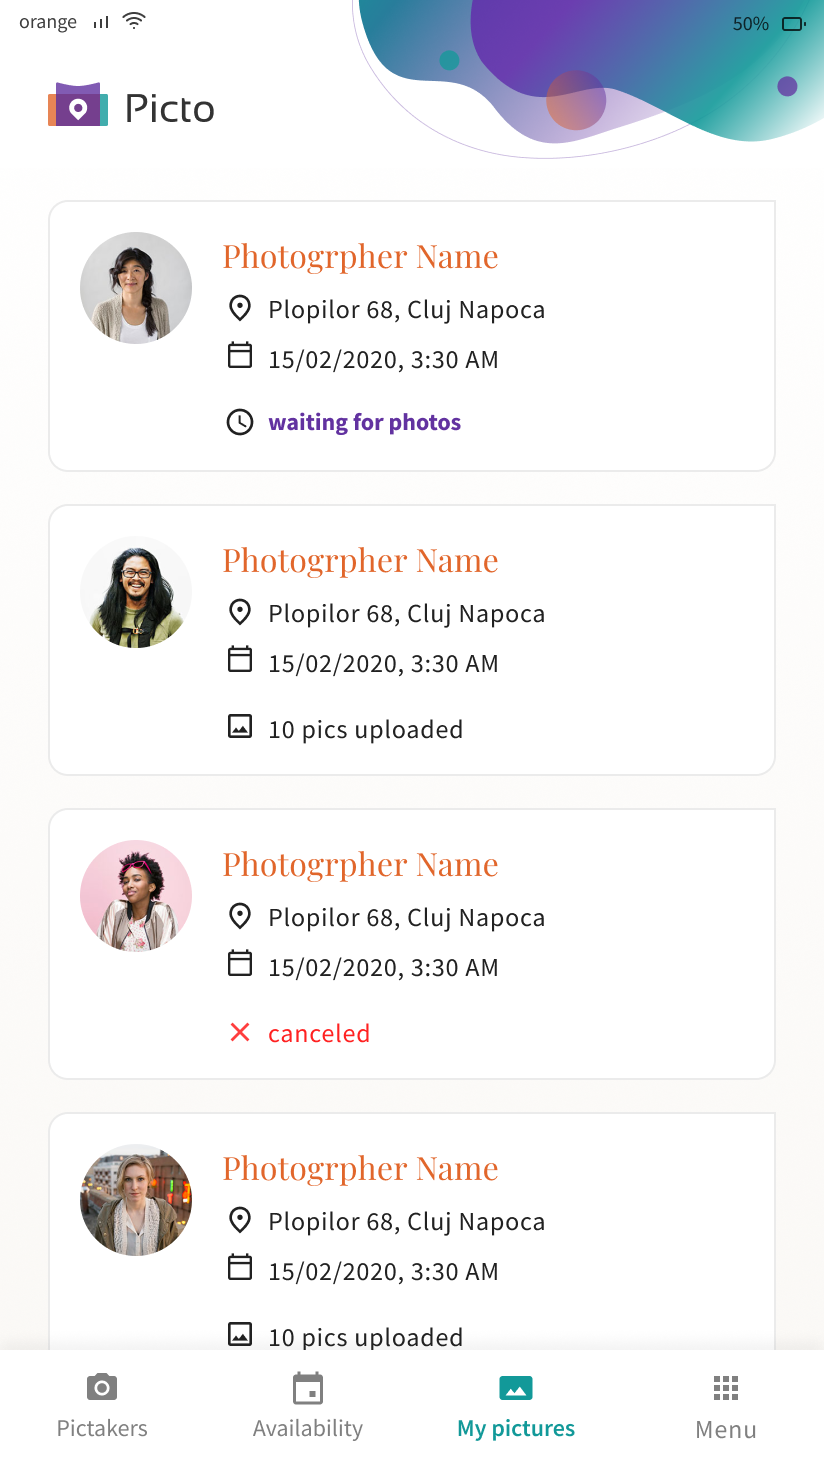 orange
50%
Picto
Photogrpher Name
Plopilor 68, Cluj Napoca
15/02/2020, 3:30 AM
waiting for photos
Photogrpher Name
Plopilor 68, Cluj Napoca
15/02/2020, 3:30 AM
10 pics uploaded
Photogrpher Name
Plopilor 68, Cluj Napoca
15/02/2020, 3:30 AM
canceled
Photogrpher Name
Plopilor 68, Cluj Napoca
15/02/2020, 3:30 AM
10 pics uploaded
Pictakers
Availability
My pictures
Menu